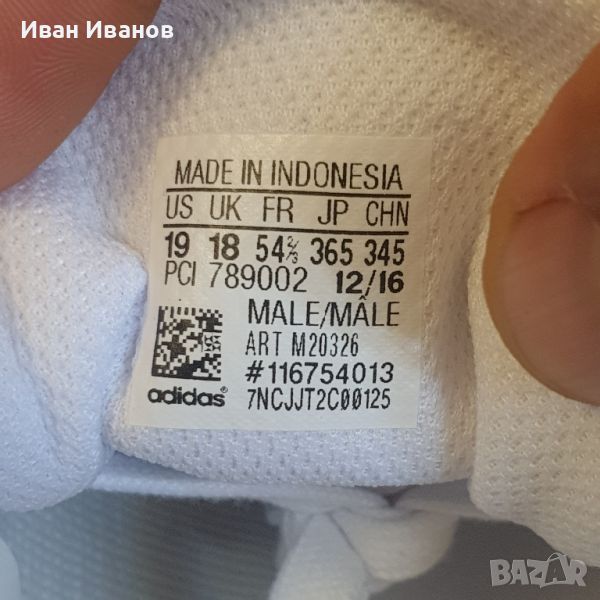 Иван Иванов
MADE IN INDONESIA
US UK FR JP CHN
19 18 54⅔ 365 345
PCI 789002 12/16
MALE/MÂLE
ART M20326
#116754013
adidas® 7NCJJT2C00125
BAZAR